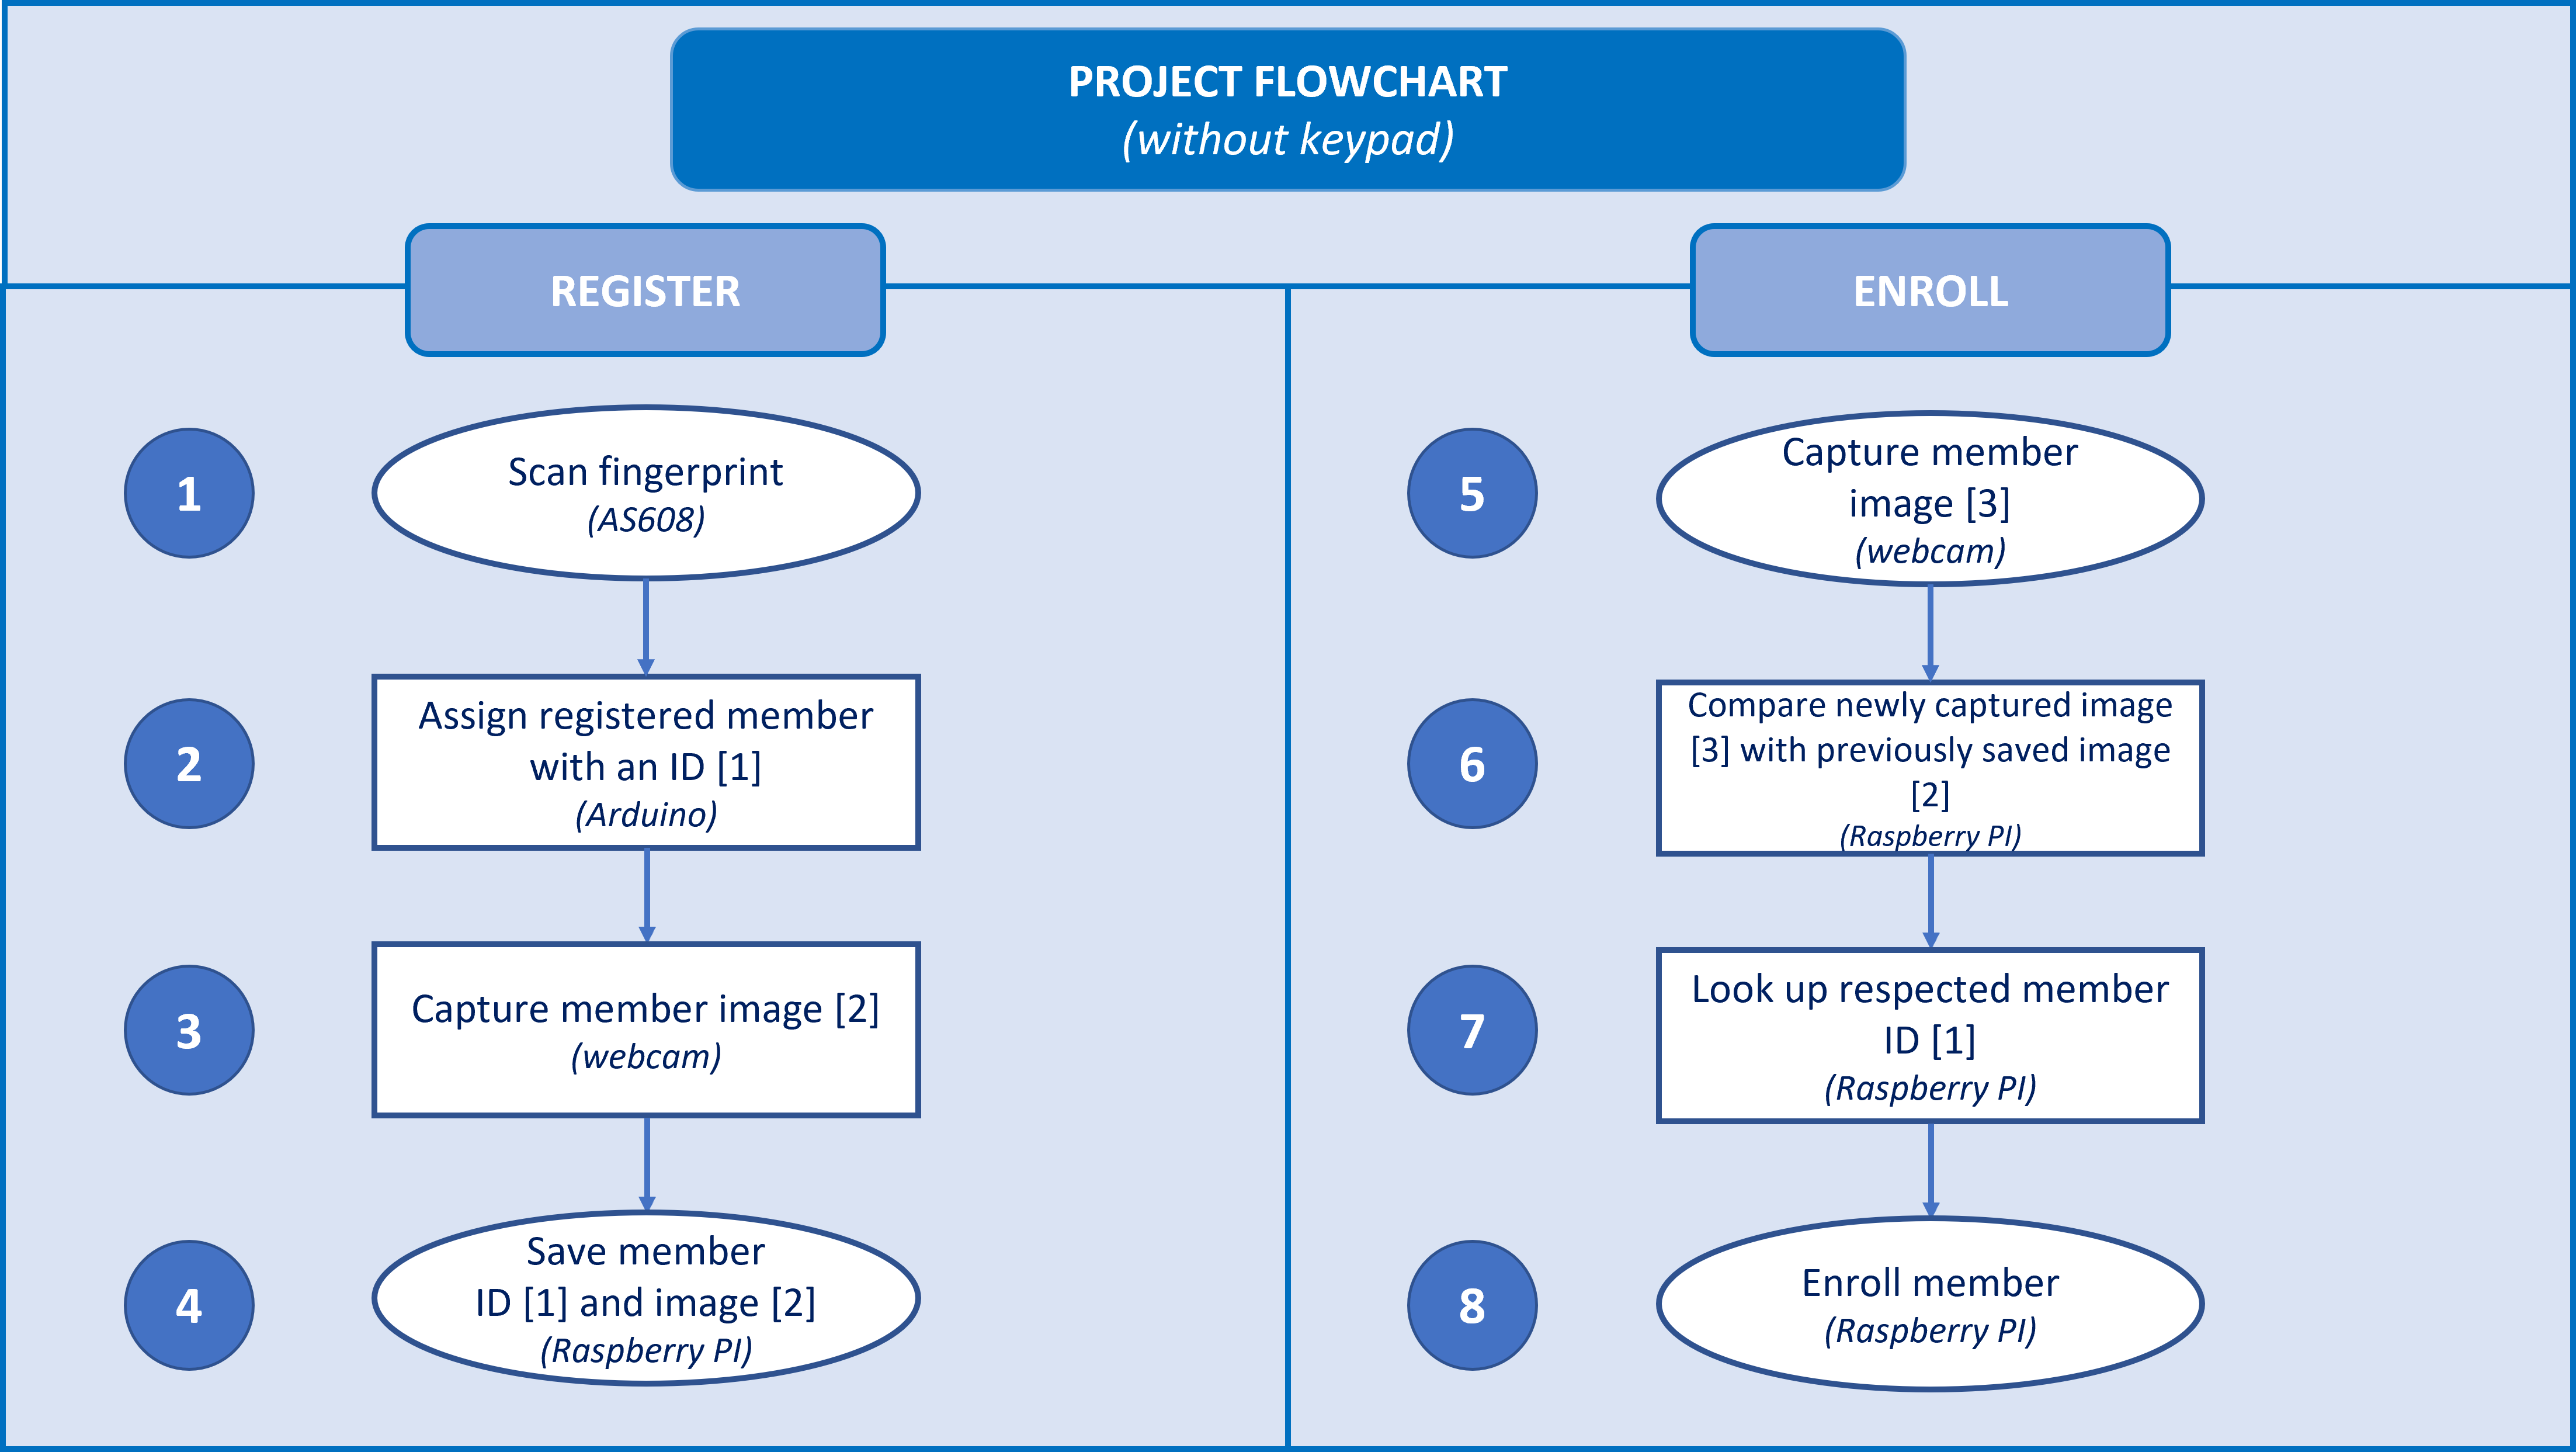 PROJECT FLOWCHART
(without keypad)
REGISTER
1
Scan fingerprint
(AS608)
2
Assign registered member
with an ID [1]
(Arduino)
3
Capture member image [2]
(webcam)
4
Save member
ID [1] and image [2]
(Raspberry PI)
ENROLL
5
Capture member
image [3]
(webcam)
6
Compare newly captured image
[3] with previously saved image
[2]
(Raspberry PI)
7
Look up respected member
ID [1]
(Raspberry PI)
8
Enroll member
(Raspberry PI)